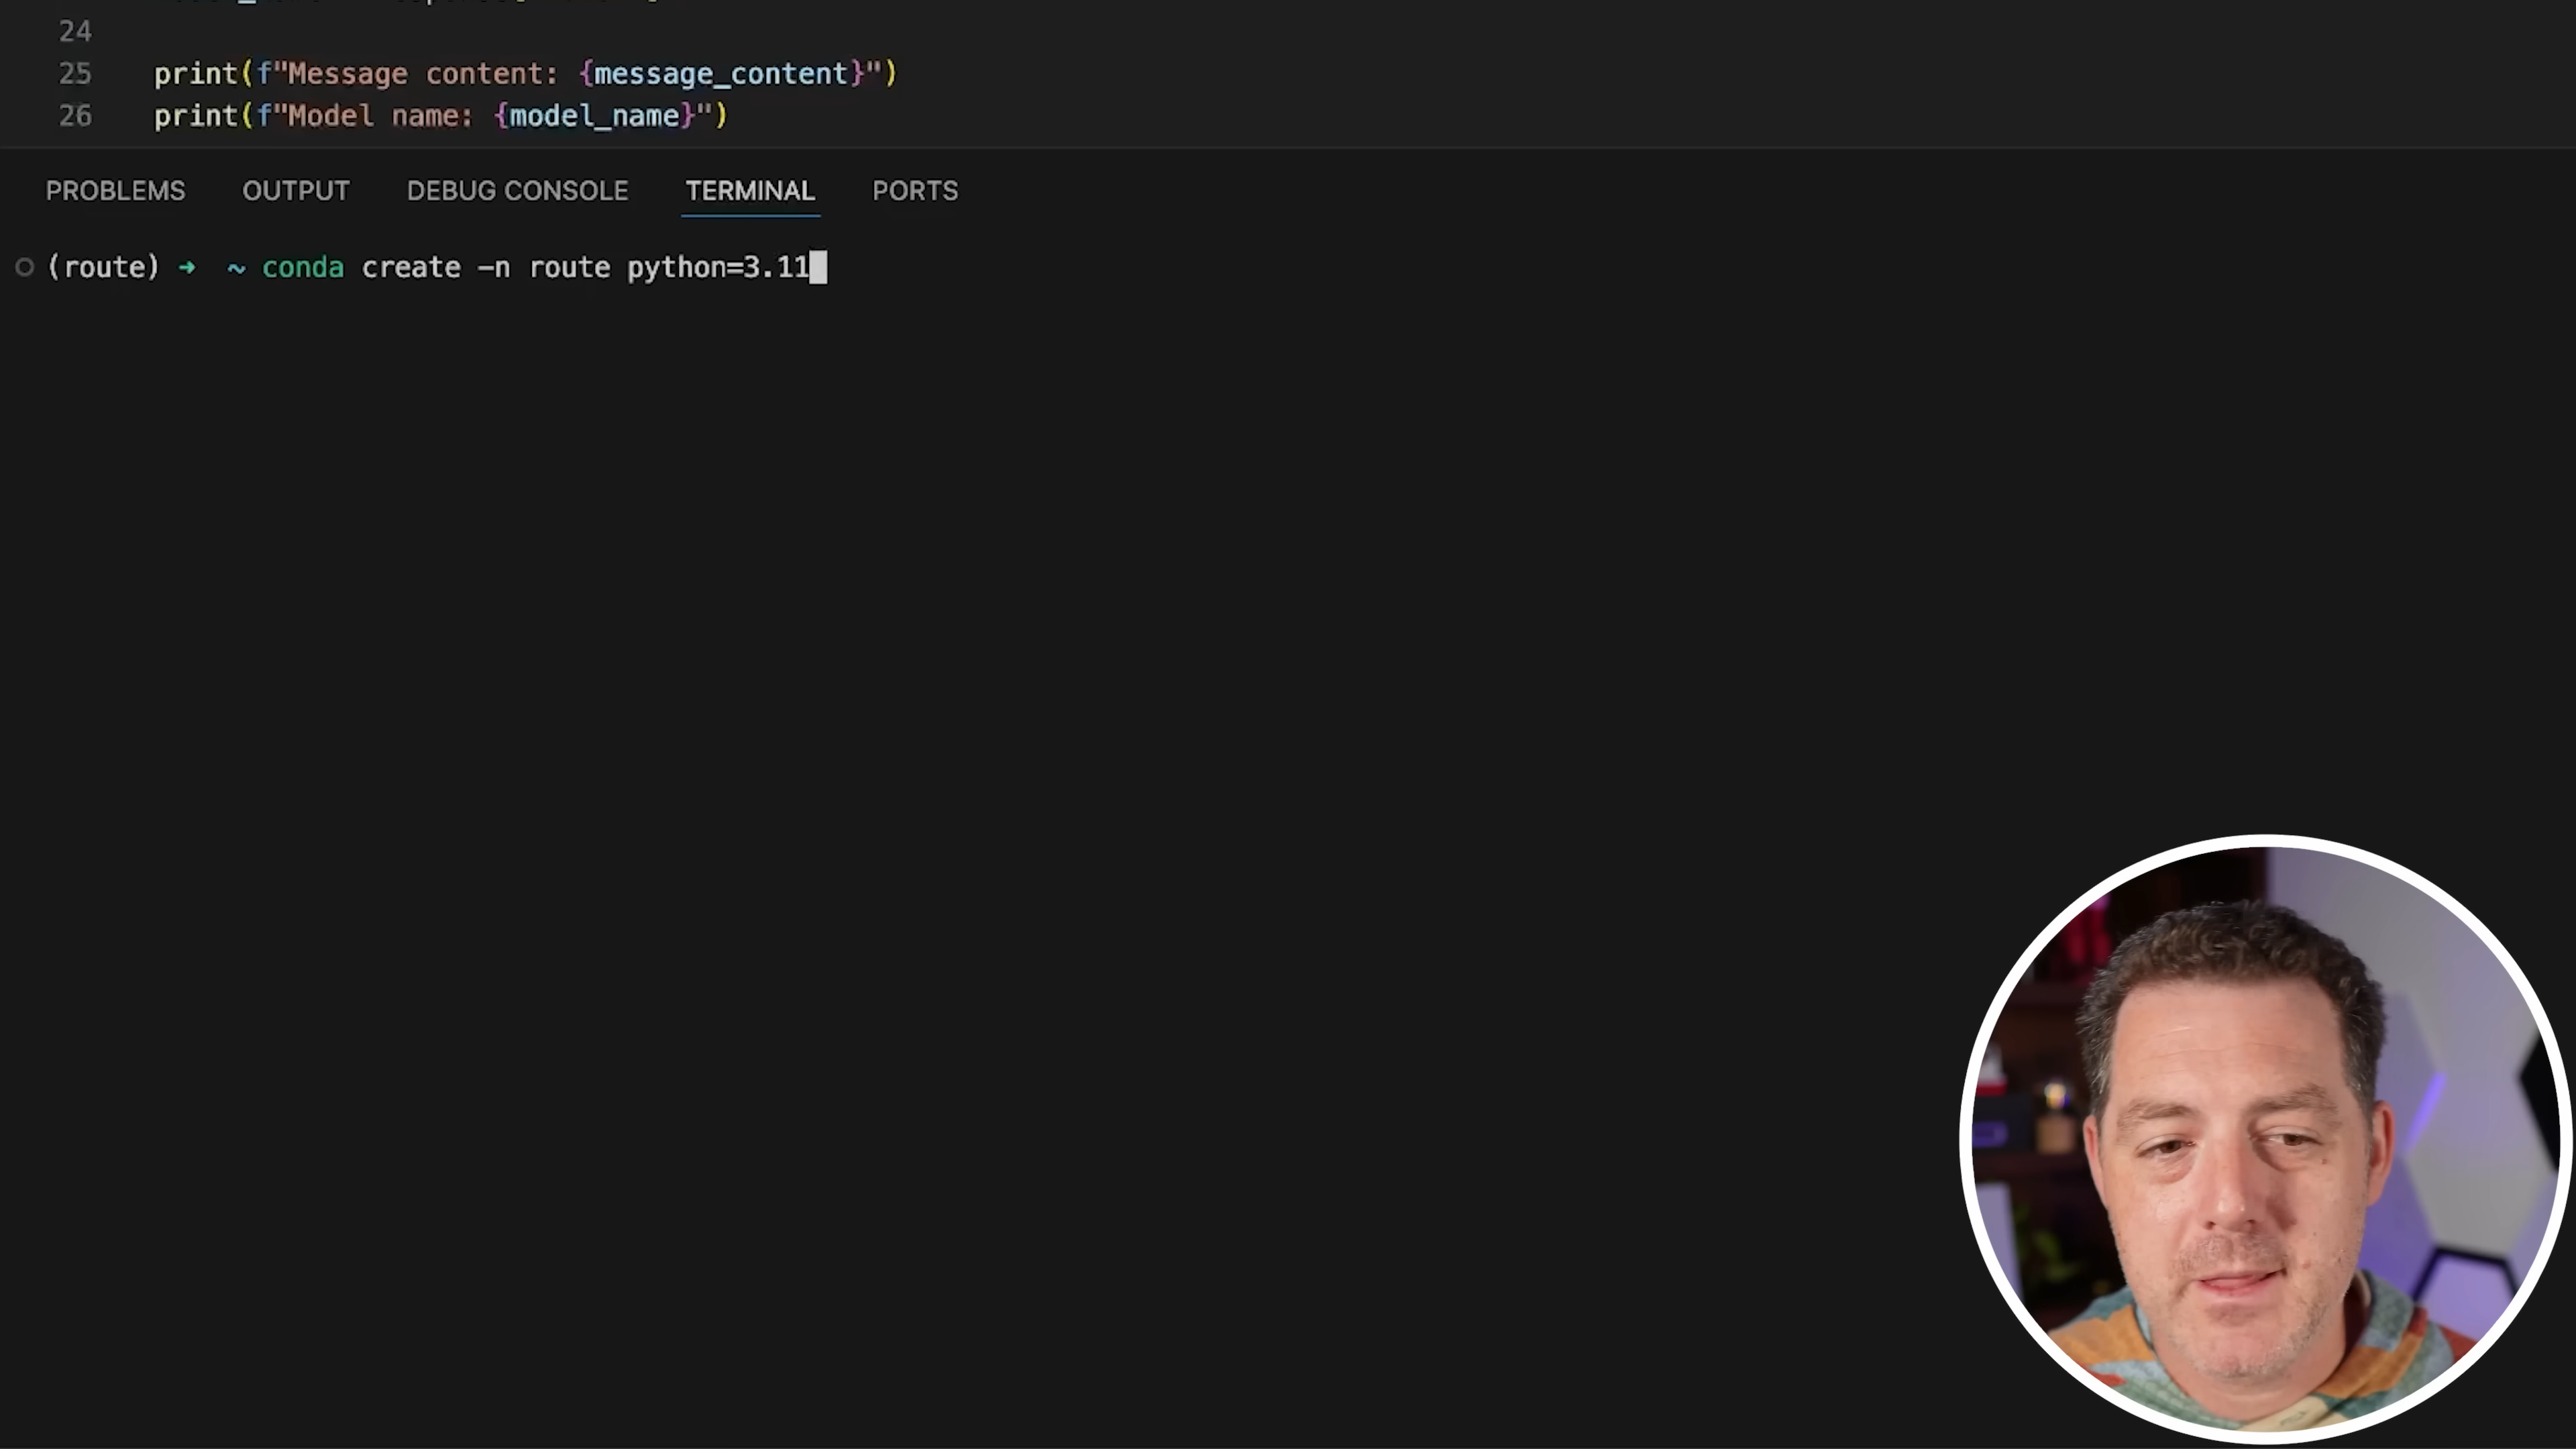 24
25 print(f"Message content: {message_content}")
26 print(f"Model name: {model_name}")
PROBLEMS OUTPUT DEBUG CONSOLE TERMINAL PORTS
(route) → ~ conda create -n route python=3.11